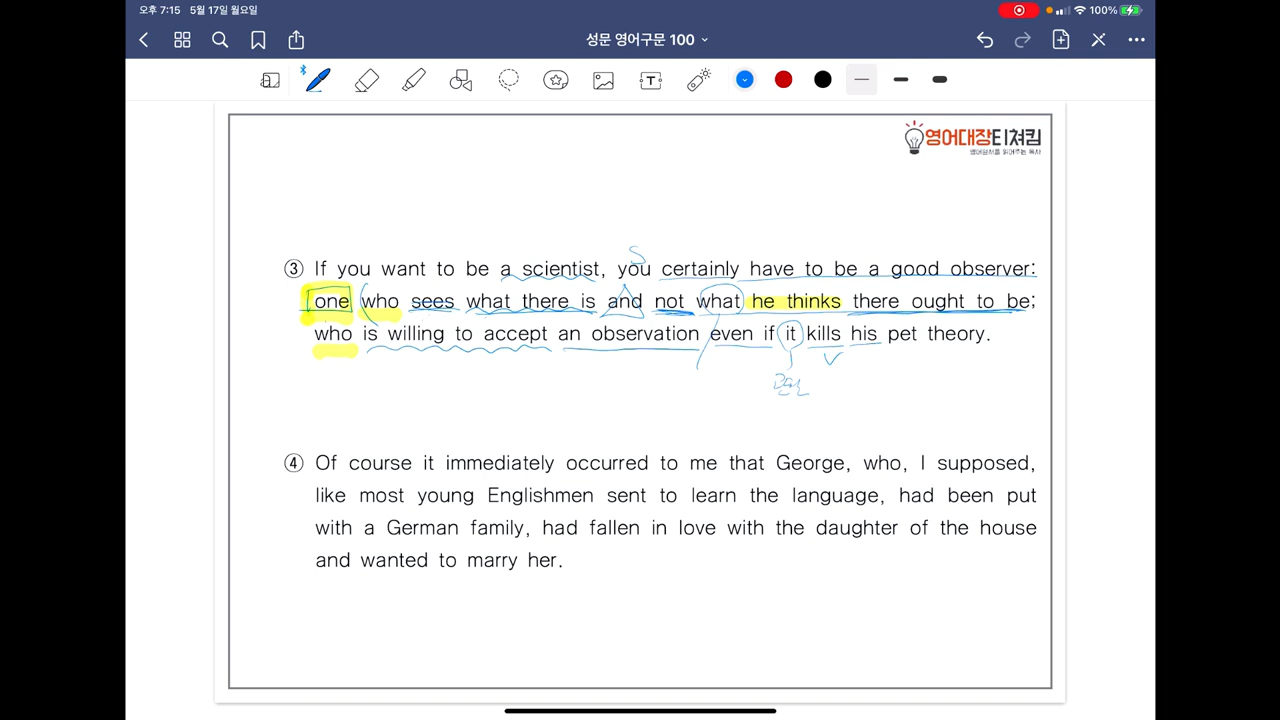 오후 7:15 5월 17일 월요일
100%
성문 영어구문 100
T
영어대장티쳐킴
S
③ If you want to be a scientist, you certainly have to be a good observer:
one who sees what there is and not what he thinks there ought to be;
who is willing to accept an observation even if it kills his pet theory.
V
④ Of course it immediately occurred to me that George, who, I supposed,
like most young Englishmen sent to learn the language, had been put
with a German family, had fallen in love with the daughter of the house
and wanted to marry her.